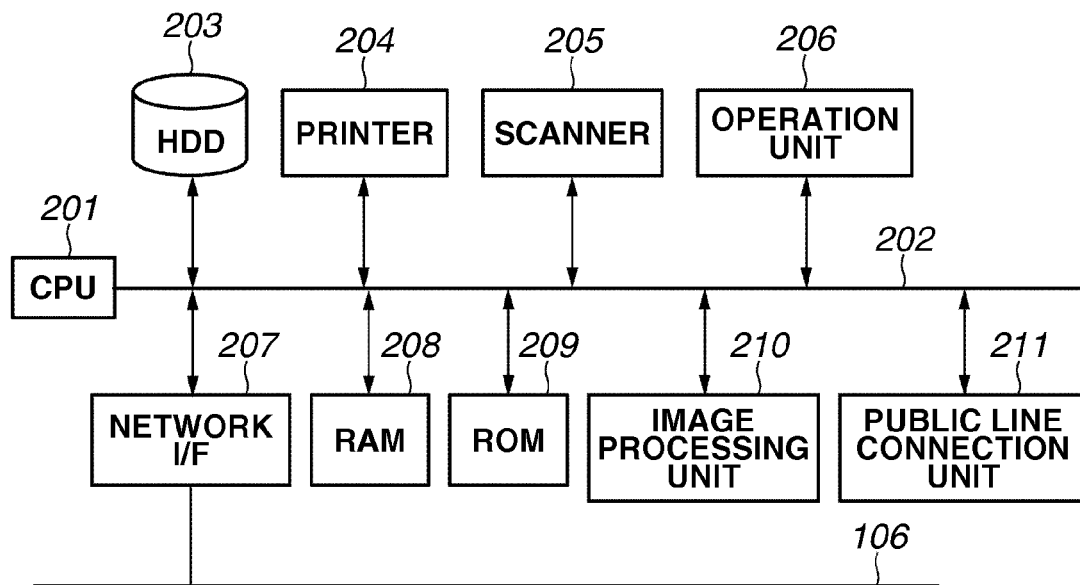 203
204
205
206
HDD
PRINTER
SCANNER
OPERATION
UNIT
201
202
CPU
207
208
209
210
211
NETWORK
I/F
RAM
ROM
IMAGE
PROCESSING
UNIT
PUBLIC LINE
CONNECTION
UNIT
106